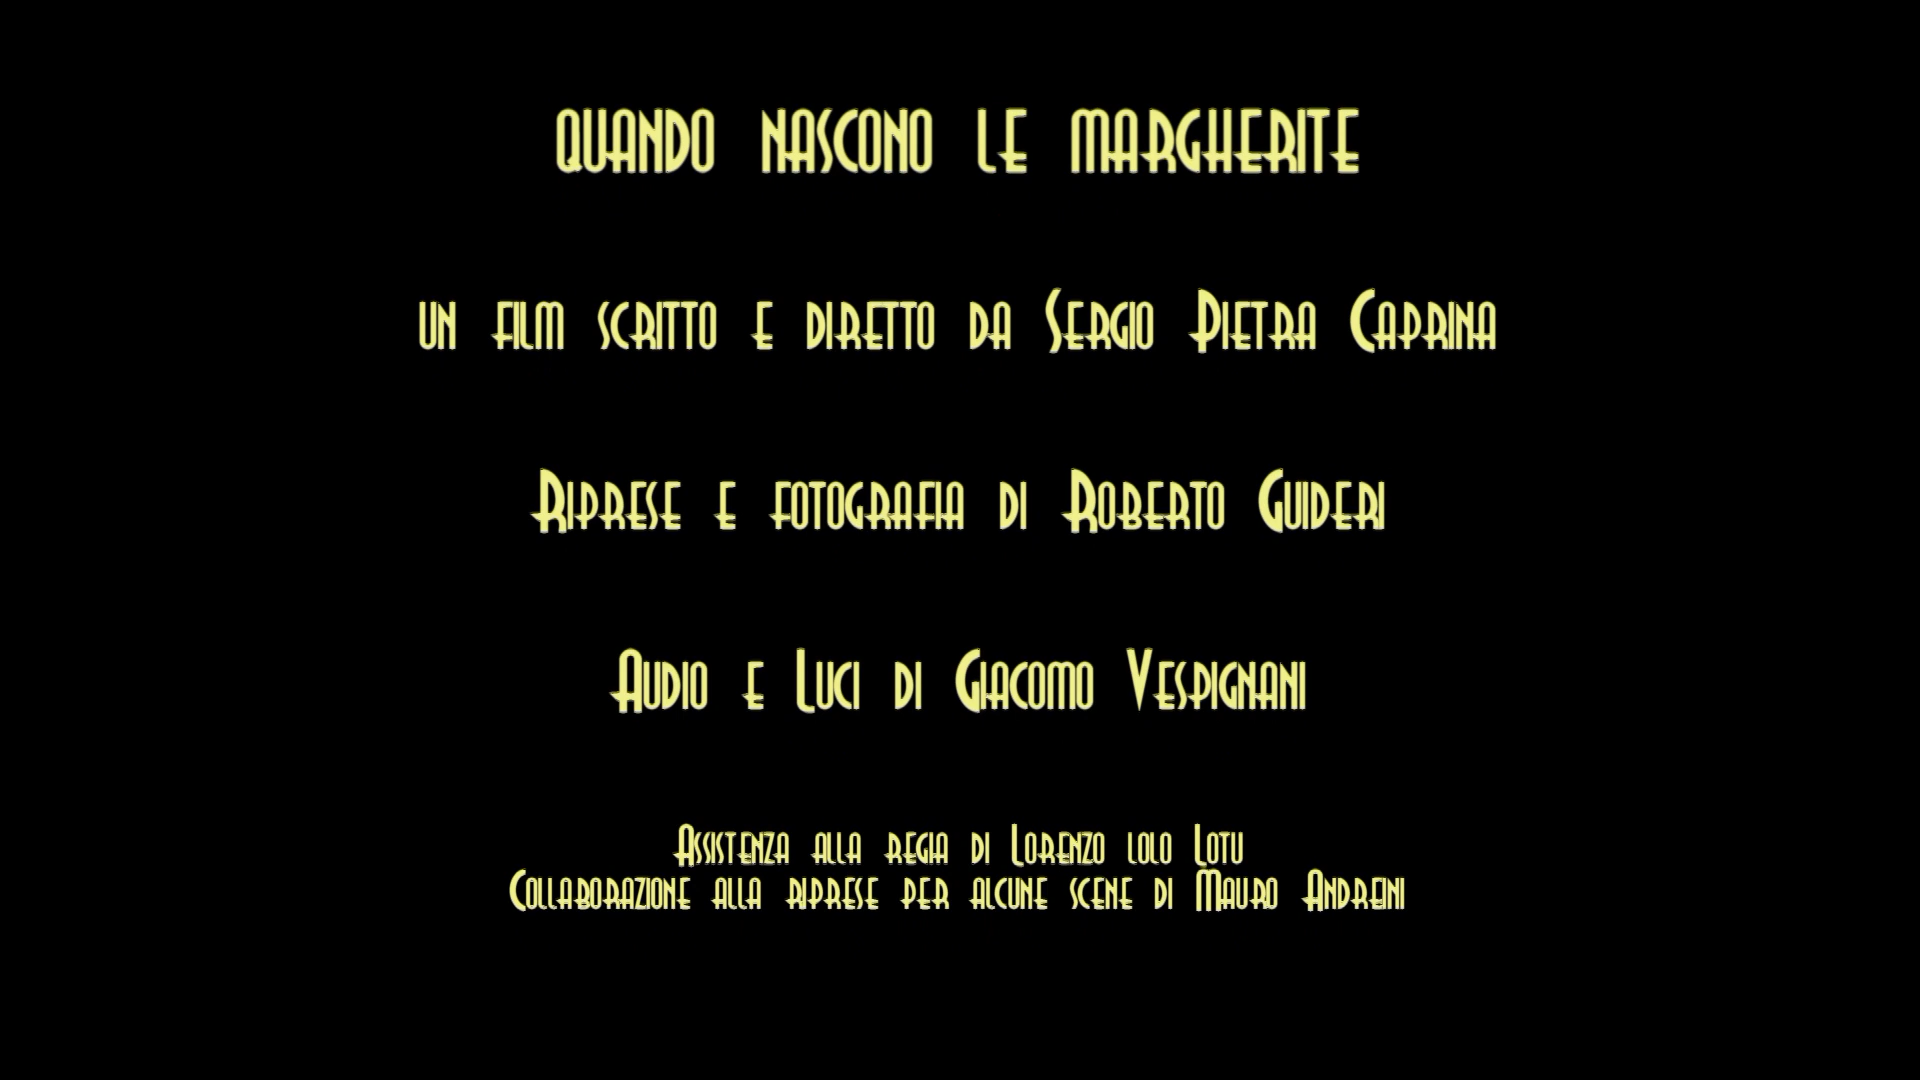 QUANDO NASCONO LE MARGHERITE
UN FILM SCRITTO E DIRETTO DA SERGIO PIETRA CAPRINA
RIPRESE E FOTOGRAFIA DI ROBERTO GUIDERI
AUDIO E LUCI DI GIACOMO VESPIGNANI
ASSISTENZA ALLA REGIA DI LORENZO LOLO LOTU
COLLABORAZIONE ALLA RIPRESE PER ALCUNE SCENE DI MAURO ANDREINI